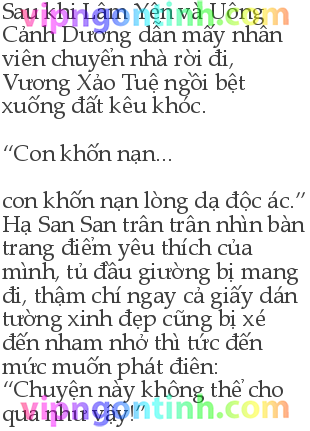 Sau khi Lâm Yên và Uông
Cảnh Dương dẫn mấy nhân
viên chuyển nhà rời đi,
Vương Xảo Tuệ ngồi bệt
xuống đất kêu khóc.
“Con khốn nạn...
con khốn nạn lòng dạ độc ác.”
Hạ San San trân trân nhìn bàn
trang điểm yêu thích của
mình, tủ đầu giường bị mang
đi, thậm chí ngay cả giấy dán
tường xinh đẹp cũng bị xé
đến nham nhở thì tức đến
mức muốn phát điên:
“Chuyện này không thể cho
qua như vậy!”
vipngontinh.com
vipngontinh.com